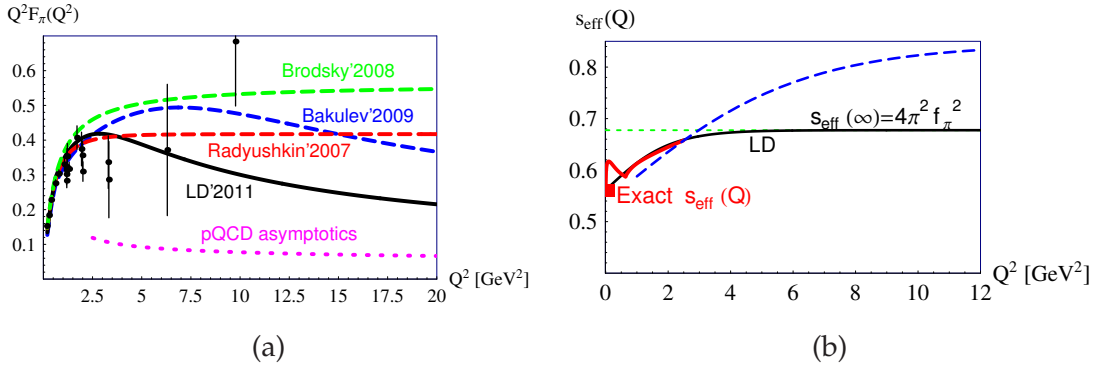 Q²Fπ(Q²)
0.6
0.5
0.4
0.3
0.2
0.1
2.5 5 7.5 10 12.5 15 17.5 20
Q² [GeV²]
Brodsky'2008
Bakulev'2009
Radyushkin'2007
LD'2011
pQCD asymptotics
(a)
s_eff(Q)
0.8
0.7
0.6
0.5
0 2 4 6 8 10 12
Q² [GeV²]
s_eff (∞)=4π² f_π²
LD
Exact s_eff (Q)
(b)